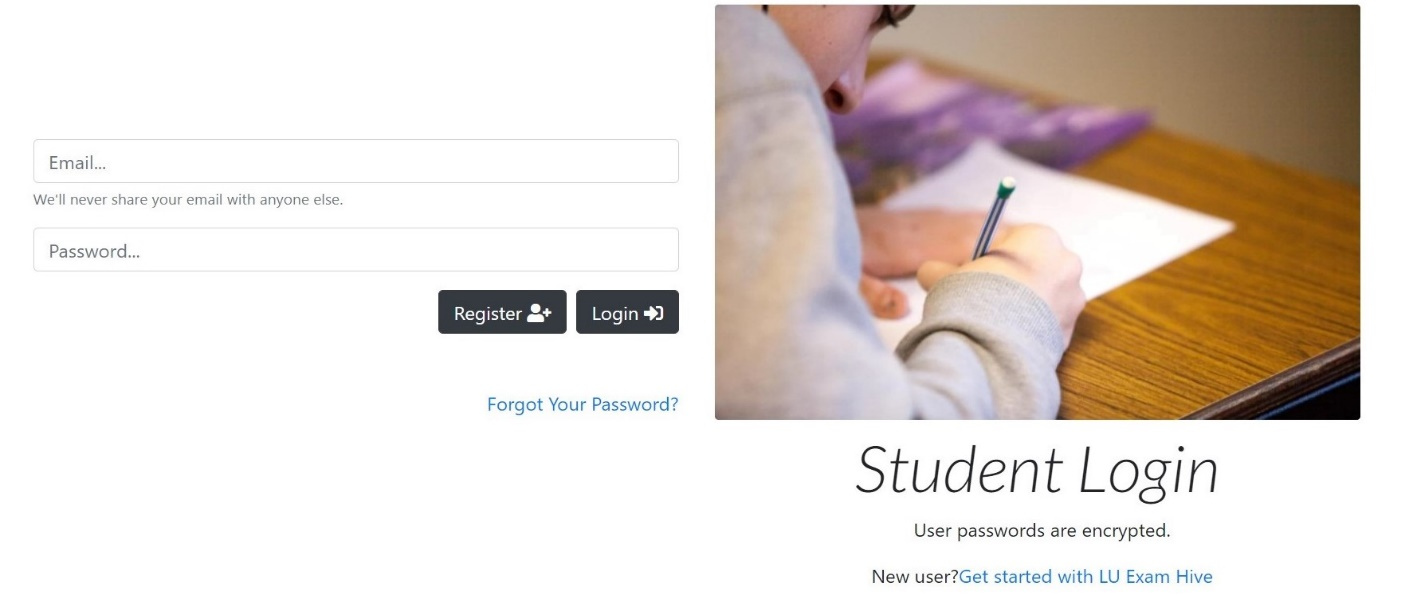 Email...
We'll never share your email with anyone else.
Password...
Register Login
Forgot Your Password?
Student Login
User passwords are encrypted.
New user?Get started with LU Exam Hive